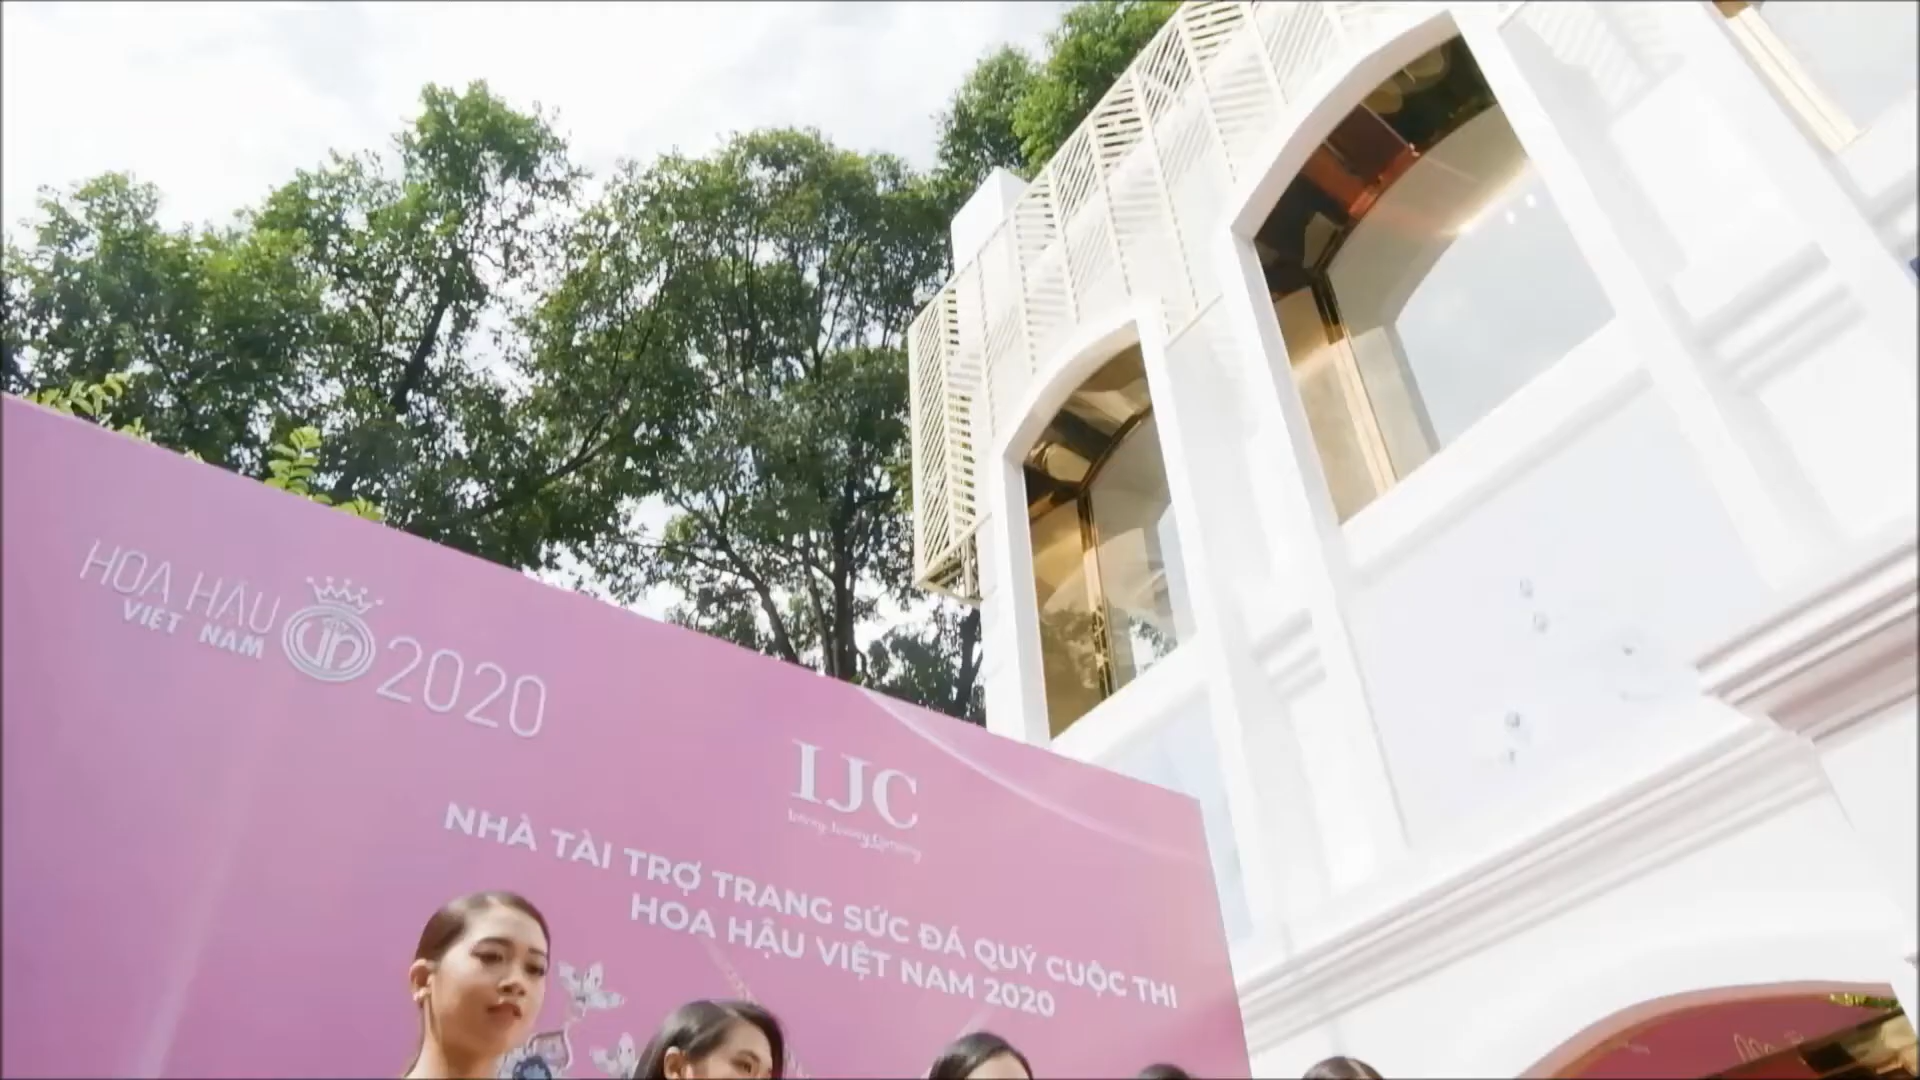 HOA HẬU
VIỆT NAM
2020
IJC
NHÀ TÀI TRỢ TRANG SỨC ĐÁ QUÝ CUỘC THI
HOA HẬU VIỆT NAM 2020